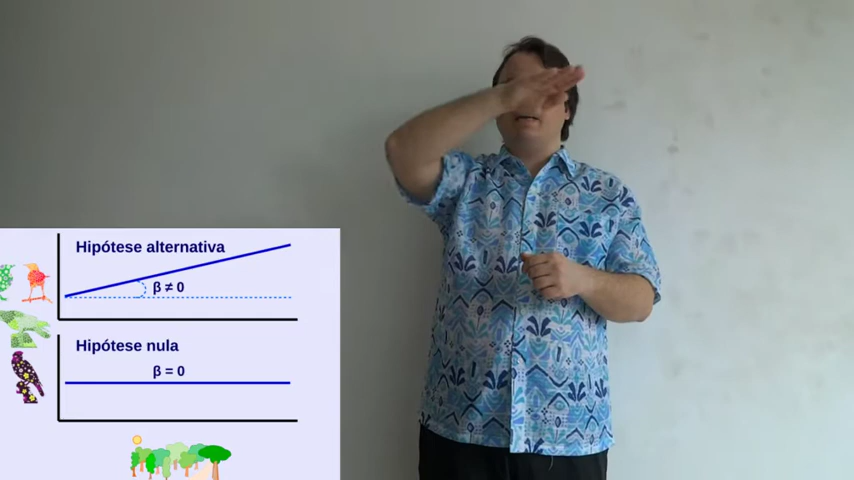 Hipótese alternativa
β ≠ 0
Hipótese nula
β = 0